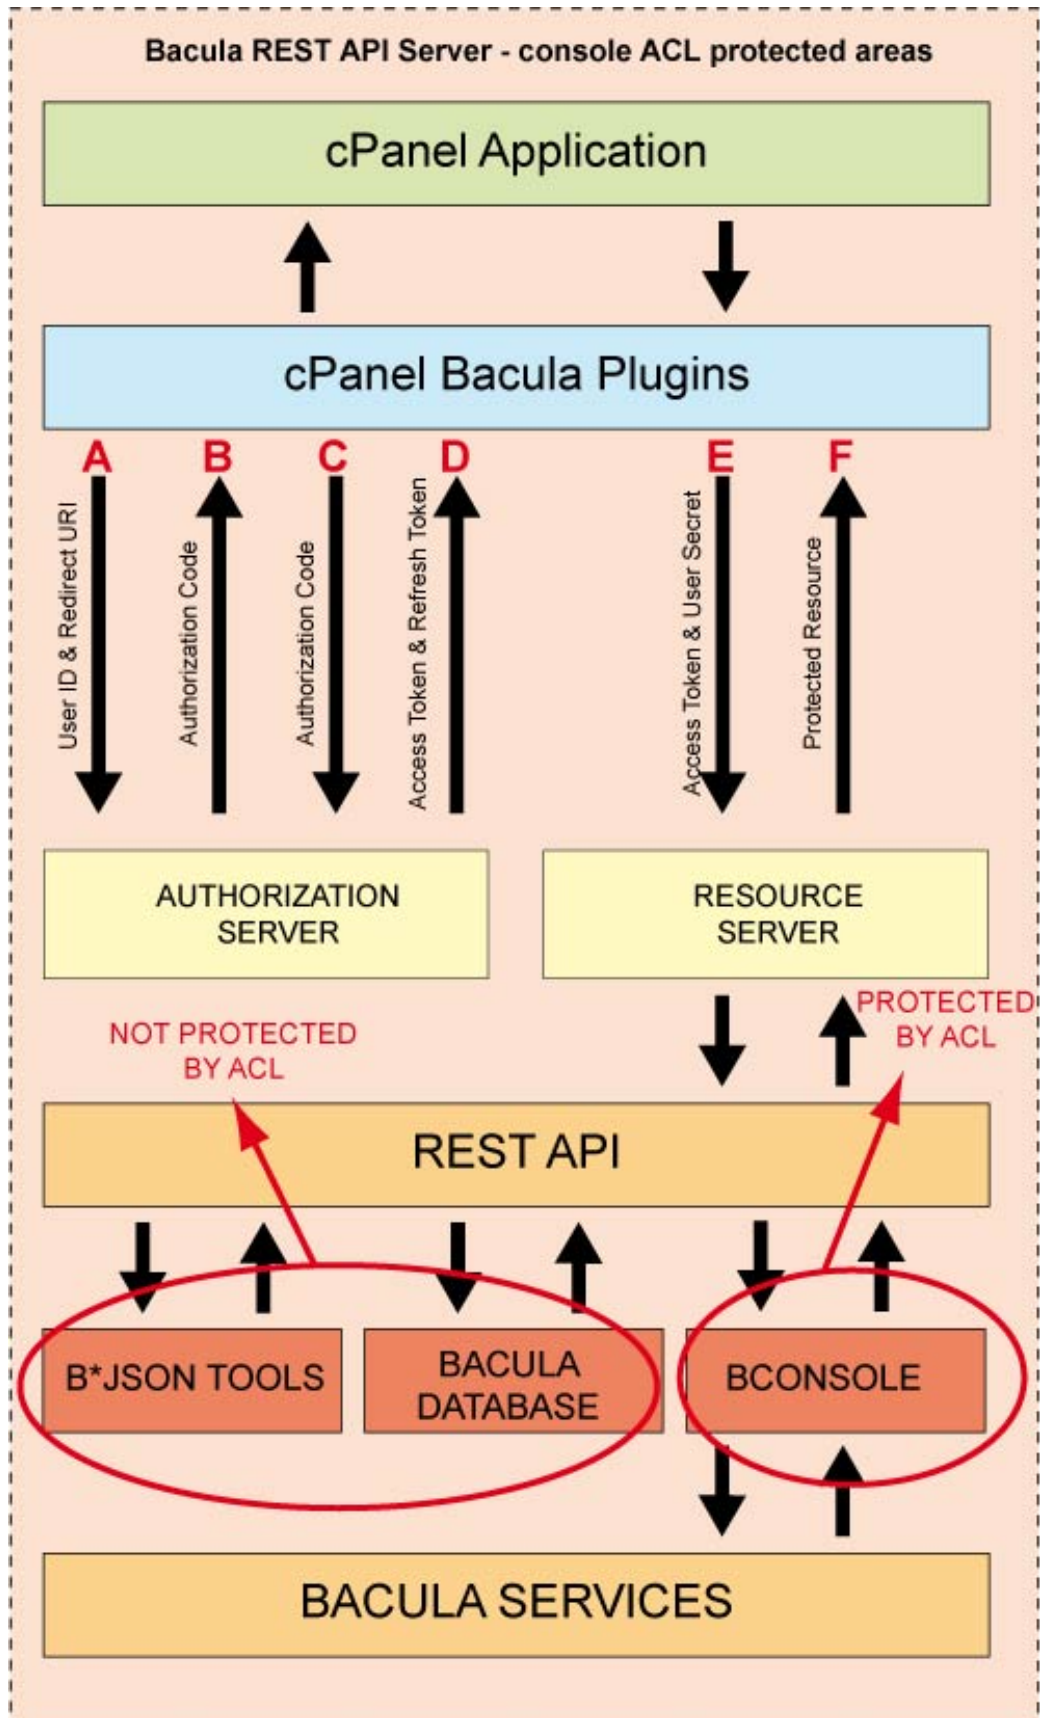 Bacula REST API Server - console ACL protected areas
cPanel Application
cPanel Bacula Plugins
A
B
C
D
E
F
User ID & Redirect URI
Authorization Code
Authorization Code
Access Token & Refresh Token
Access Token & User Secret
Protected Resource
AUTHORIZATION
SERVER
RESOURCE
SERVER
NOT PROTECTED
BY ACL
PROTECTED
BY ACL
REST API
B*JSON TOOLS
BACULA
DATABASE
BCONSOLE
BACULA SERVICES